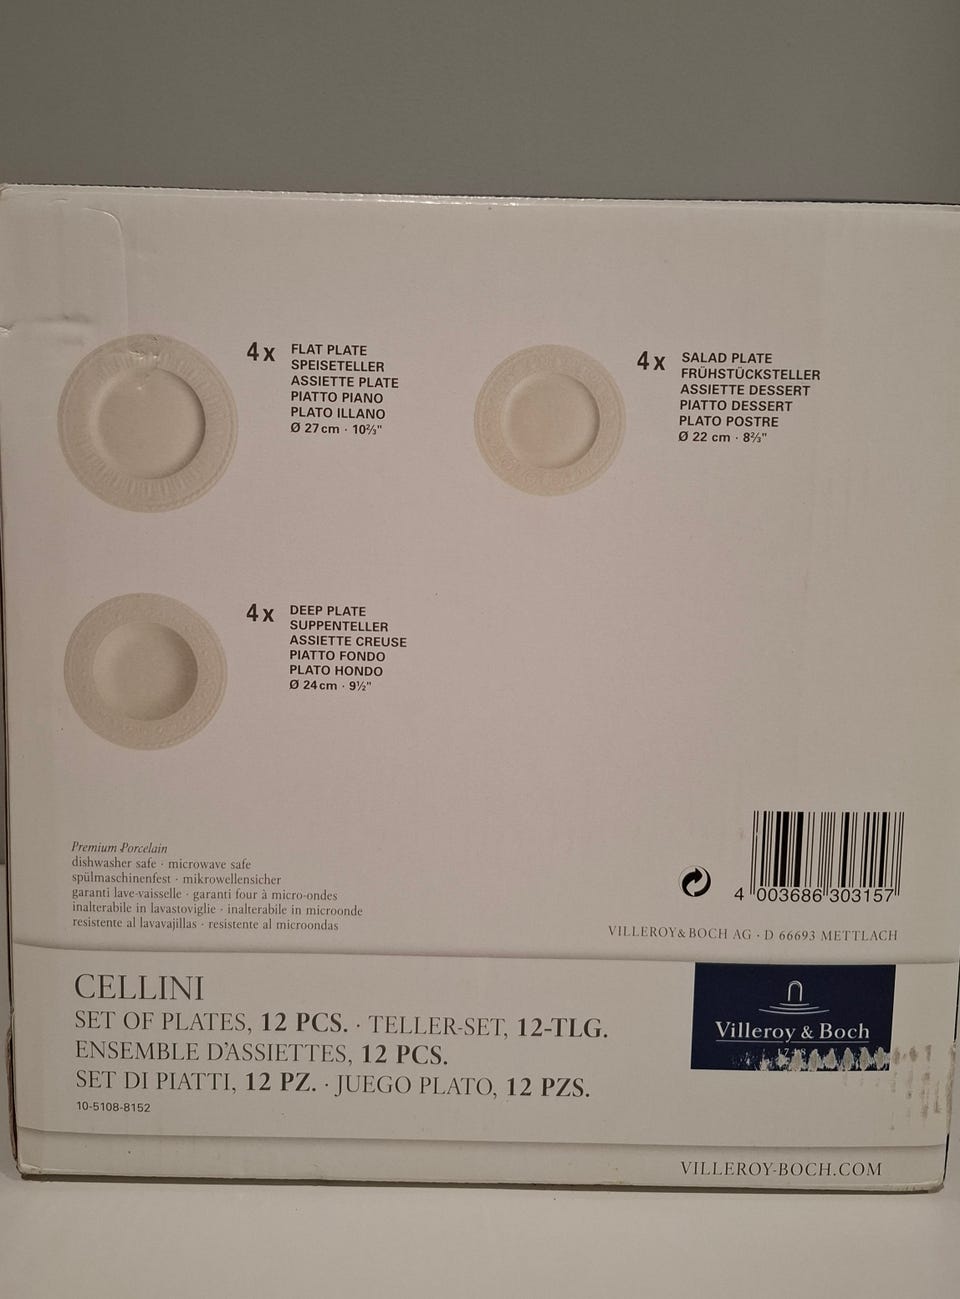 4x FLAT PLATE
SPEISETELLER
ASSIETTE PLATE
PIATTO PIANO
PLATO ILLANO
Ø 27 cm · 10⅔"
4x SALAD PLATE
FRÜHSTÜCKSTELLER
ASSIETTE DESSERT
PIATTO DESSERT
PLATO POSTRE
Ø 22 cm · 8⅔"
4x DEEP PLATE
SUPPENTELLER
ASSIETTE CREUSE
PIATTO FONDO
PLATO HONDO
Ø 24 cm · 9½"
Premium Porcelain
dishwasher safe · microwave safe
spülmaschinenfest · mikrowellensicher
garanti lave-vaisselle · garanti four à micro-ondes
inalterabile in lavastoviglie · inalterabile in microonde
resistente al lavavajillas · resistente al microondas
4 003686 303157
VILLEROY & BOCH AG · D 66693 METTLACH
CELLINI
SET OF PLATES, 12 PCS. · TELLER-SET, 12-TLG.
ENSEMBLE D'ASSIETTES, 12 PCS.
SET DI PIATTI, 12 PZ. · JUEGO PLATO, 12 PZS.
10-5108-8152
Villeroy & Boch
VILLEROY-BOCH.COM